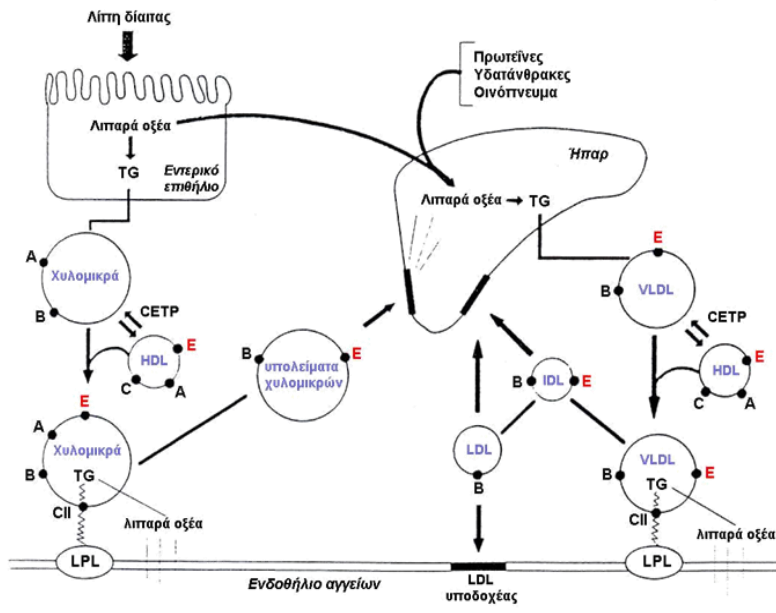 Λίπη δίαιτας
Λιπαρά οξέα
TG
Εντερικό
επιθήλιο
Πρωτεΐνες
Υδατάνθρακες
Οινόπνευμα
Ήπαρ
Λιπαρά οξέα
TG
A
Χυλομικρά
B
CETP
HDL
E
C
A
E
A
Χυλομικρά
B
TG
CII
λιπαρά οξέα
LPL
B
E
υπολείματα
χυλομικρών
B
IDL
E
LDL
B
E
VLDL
B
CETP
HDL
E
C
A
VLDL
B
E
TG
CII
λιπαρά οξέα
LPL
Ενδοθήλιο αγγείων
LDL
υποδοχέας